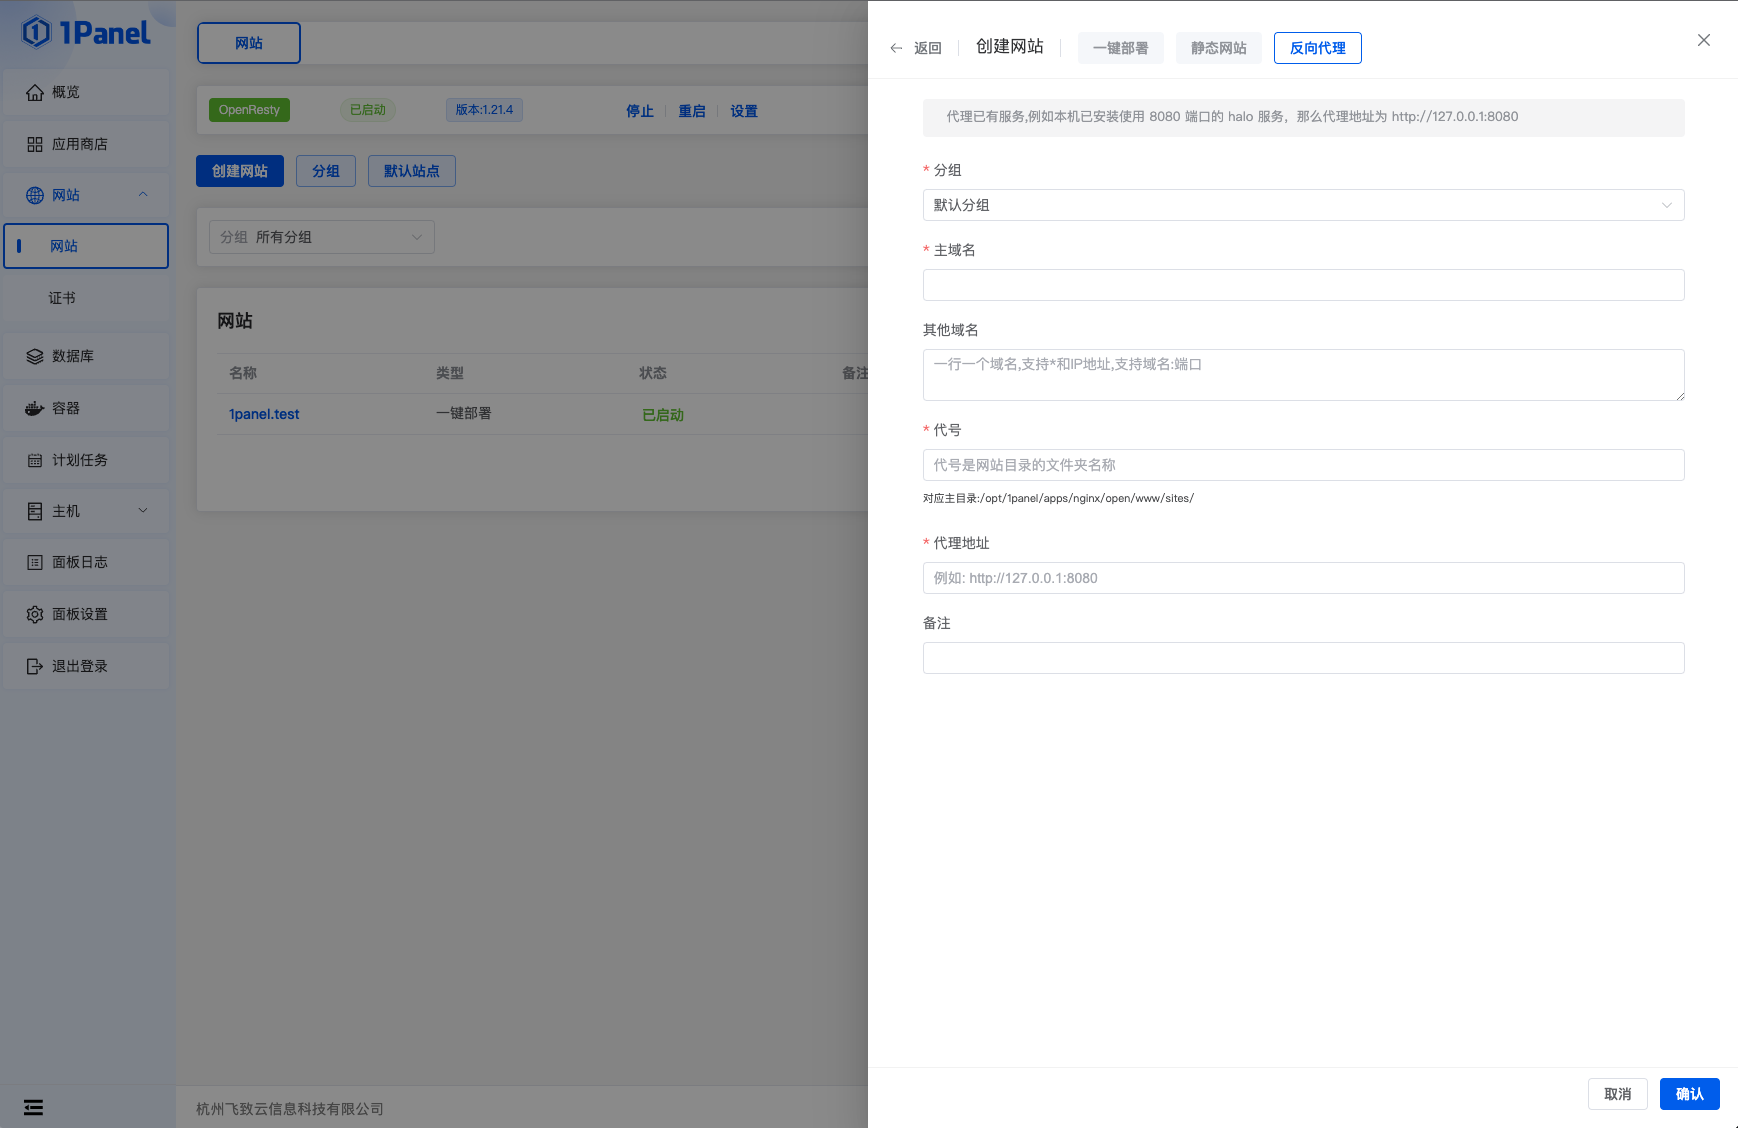 1Panel
概览
应用商店
网站
网站
证书
数据库
容器
计划任务
主机
面板日志
面板设置
退出登录
网站
OpenResty 已启动 版本:1.21.4 停止 重启 设置
创建网站 分组 默认站点
分组 所有分组
网站
名称 类型 状态 备注
1panel.test 一键部署 已启动
杭州飞致云信息科技有限公司
返回 创建网站 一键部署 静态网站 反向代理
代理已有服务,例如本机已安装使用 8080 端口的 halo 服务，那么代理地址为 http://127.0.0.1:8080
* 分组
默认分组
* 主域名
其他域名
一行一个域名,支持*和IP地址,支持域名:端口
* 代号
代号是网站目录的文件夹名称
对应主目录:/opt/1panel/apps/nginx/open/www/sites/
* 代理地址
例如: http://127.0.0.1:8080
备注
取消 确认